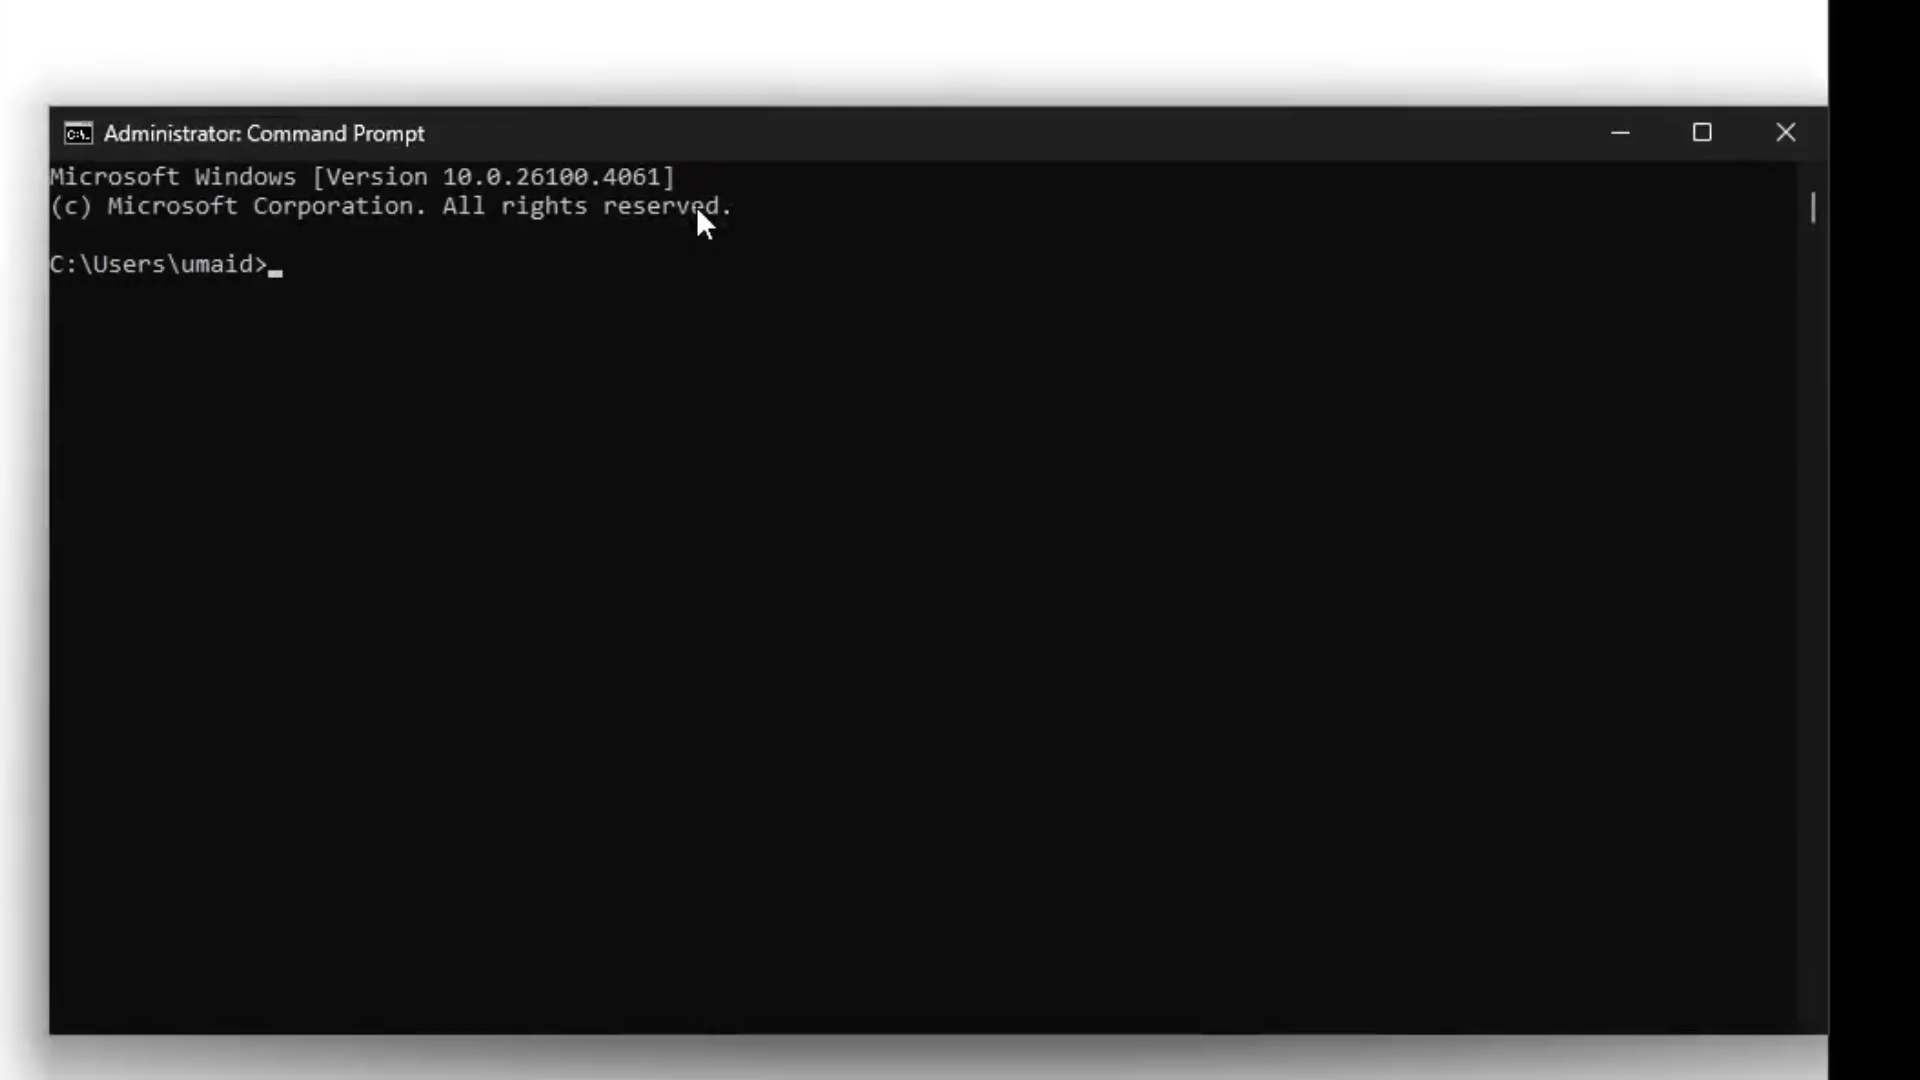 Administrator: Command Prompt
Microsoft Windows [Version 10.0.26100.4061]
(c) Microsoft Corporation. All rights reserved.
C:\Users\umaid>